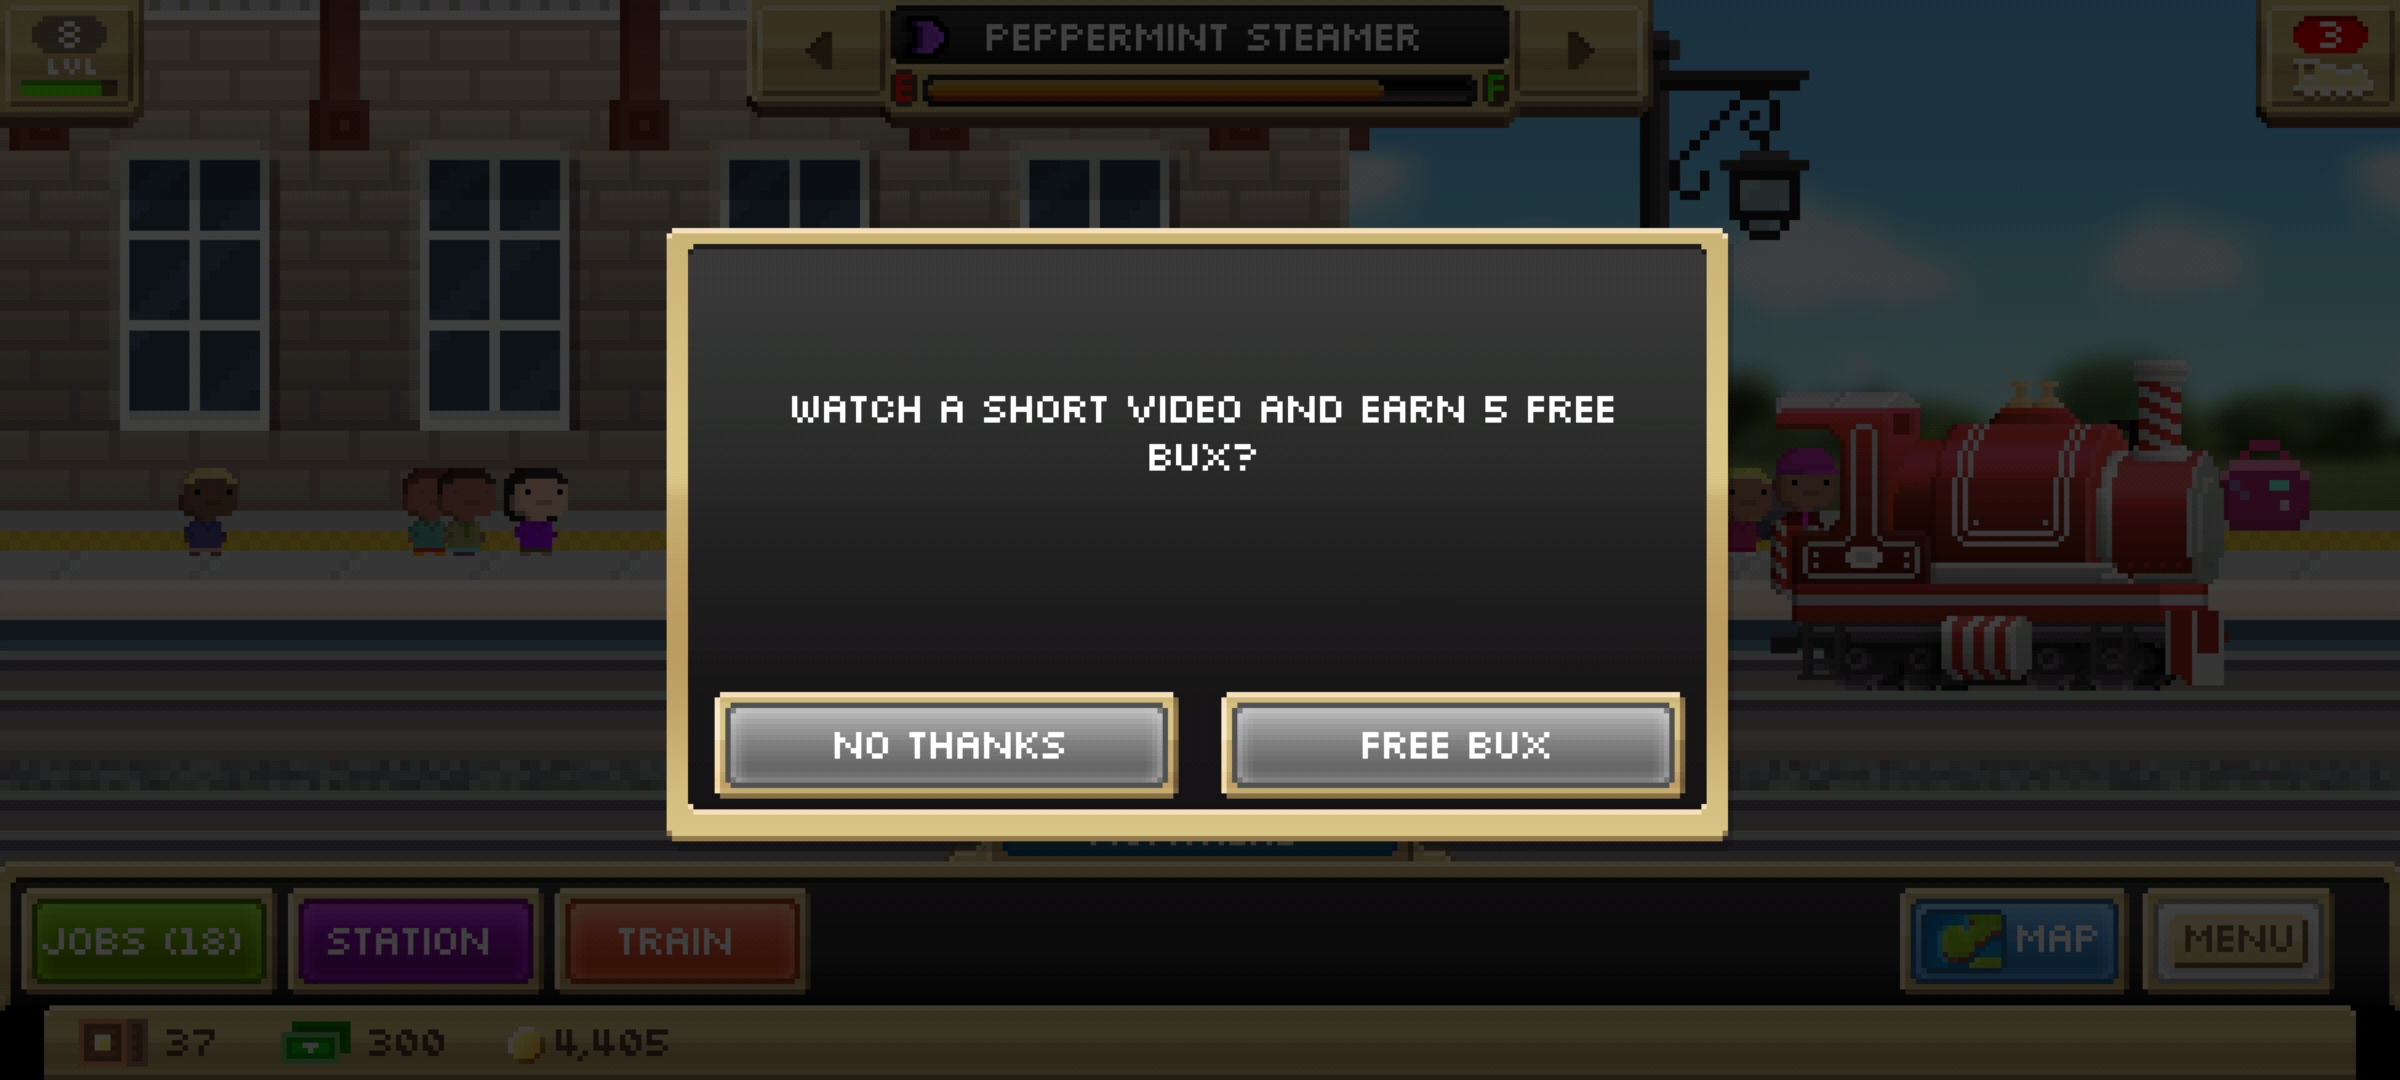 8
LVL
PEPPERMINT STEAMER
E
F
3
WATCH A SHORT VIDEO AND EARN 5 FREE
BUX?
NO THANKS
FREE BUX
JOBS (18)
STATION
TRAIN
MAP
MENU
37
300
4,405